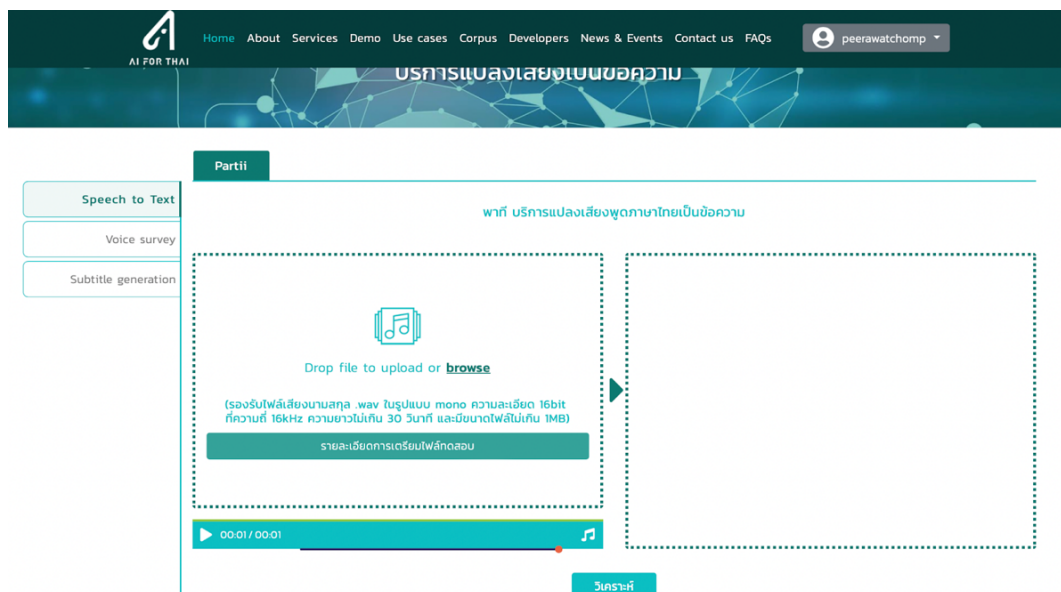 AI FOR THAI
Home About Services Demo Use cases Corpus Developers News & Events Contact us FAQs
peerawatchomp
บริการแปลงเสียงเป็นข้อความ
Partii
Speech to Text
Voice survey
Subtitle generation
พาที บริการแปลงเสียงพูดภาษาไทยเป็นข้อความ
Drop file to upload or browse
(รองรับไฟล์เสียงนามสกุล .wav ในรูปแบบ mono ความละเอียด 16bit
ที่ความถี่ 16kHz ความยาวไม่เกิน 30 วินาที และมีขนาดไฟล์ไม่เกิน 1MB)
รายละเอียดการเตรียมไฟล์ทดสอบ
00:01 / 00:01
วิเคราะห์